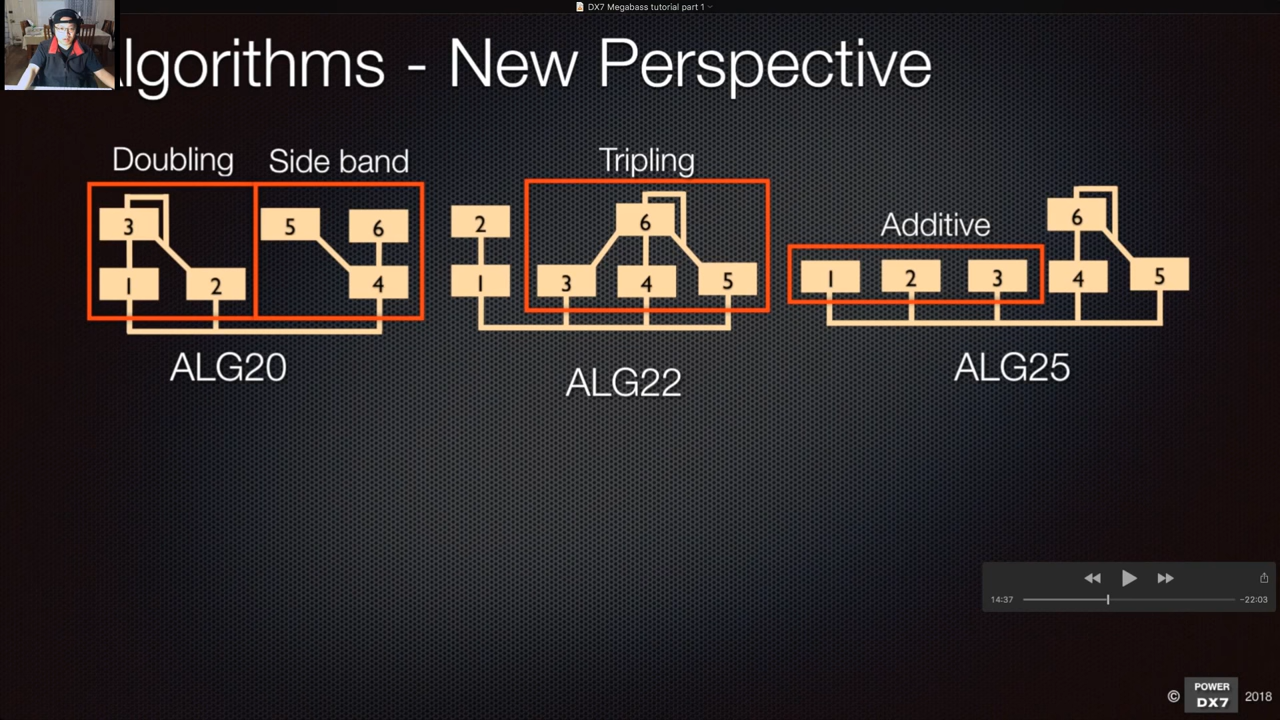 DX7 Megabass tutorial part 1
lgorithms - New Perspective
Doubling Side band Tripling Additive
3 5 6 2 6 6
1 2 4 1 3 4 5 1 2 3 4 5
ALG20 ALG22 ALG25
14:37 -22:03
© POWER DX7 2018